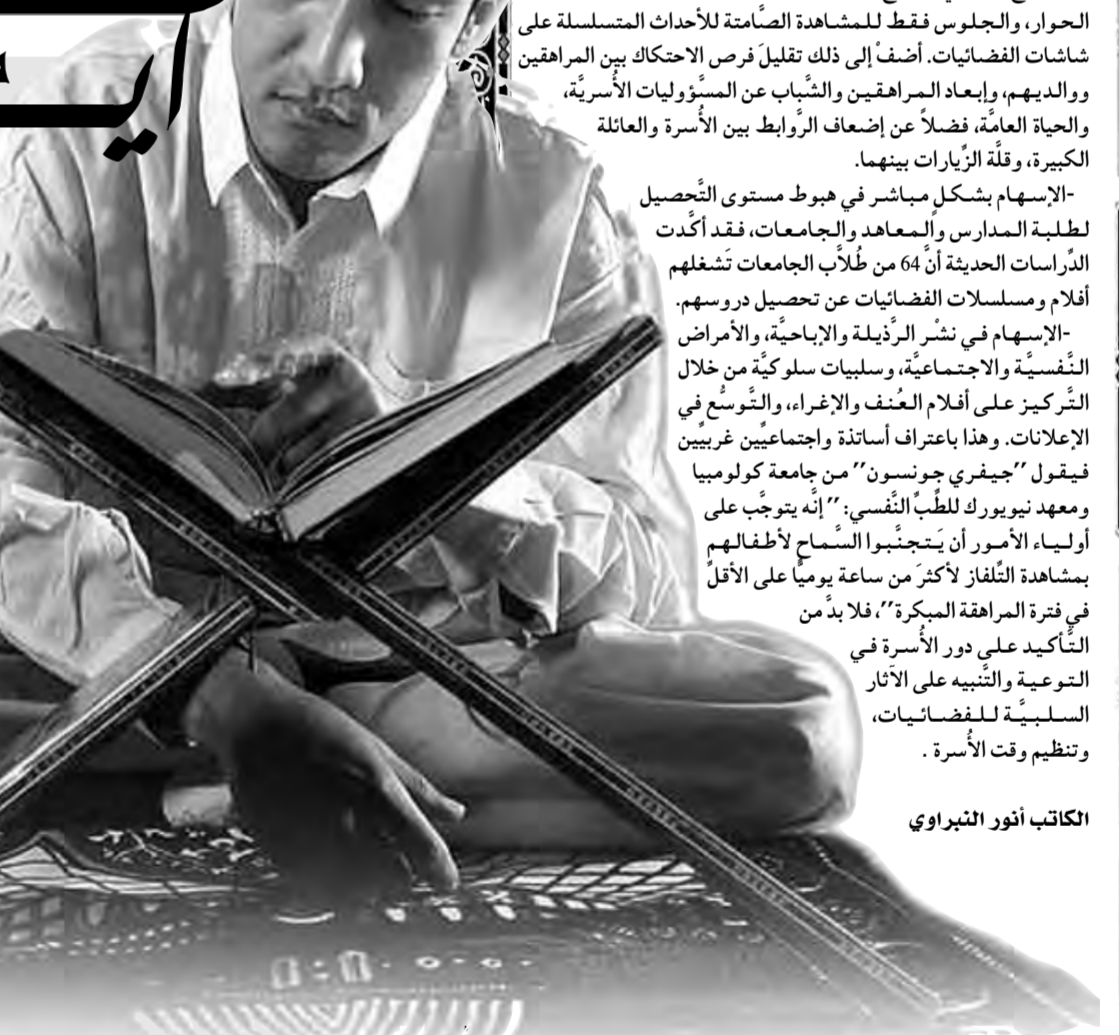 الحوار، والجلوس فقط للمشاهدة الصَّامتة للأحداث المتسلسلة على
شاشات الفضائيات. أضفْ إلى ذلك تقليلَ فرص الاحتكاك بين المراهقين
ووالديهم، وإبعاد المراهقين والشَّباب عن المسَّؤوليات الأُسريَّة،
والحياة العامَّة، فضلاً عن إضعاف الرَّوابط بين الأُسرة والعائلة
الكبيرة، وقلَّة الزِّيارات بينهما.
-الإسهام بشكلٍ مباشر في هبوط مستوى التَّحصيل
لطلبة المدارس والمعاهد والجامعات، فقد أكَّدت
الدِّراسات الحديثة أنَّ 64 من طُلاَّب الجامعات تَشغلهم
أفلام ومسلسلات الفضائيات عن تحصيل دروسهم.
-الإسهام في نشْر الرَّذيلة والإباحيَّة، والأمراض
النَّفسيَّة والاجتماعيَّة، وسلبيات سلوكيَّة من خلال
التَّركيز على أفلام العُنف والإغراء، والتَّوسُّع في
الإعلانات. وهذا باعتراف أساتذة واجتماعيِّين غربيِّين
فيقول ’’جيفري جونسون’’ من جامعة كولومبيا
ومعهد نيويورك للطِّبِّ النَّفسي: ’’إنَّه يتوجَّب على
أولياء الأمور أن يَتجنَّبوا السَّماح لأطفالهم
بمشاهدة التِّلفاز لأكثرَ من ساعة يوميًّا على الأقلِّ
في فترة المراهقة المبكرة’’، فلا بدَّ من
التَّأكيد على دور الأُسرة في
التوعية والتَّنبيه على الآثار
السلبيَّة للفضائيات،
وتنظيم وقت الأُسرة .
الكاتب أنور النبراوي